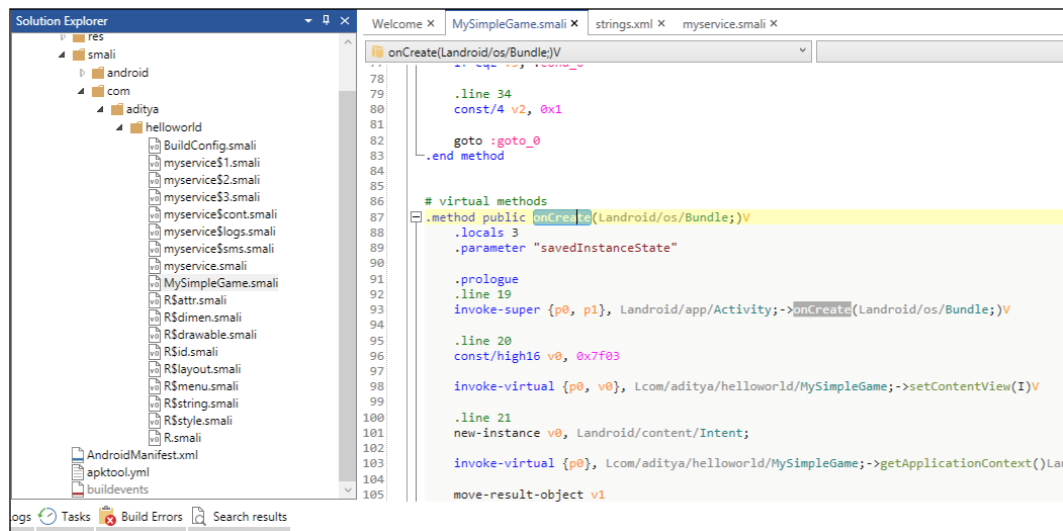 Solution Explorer
res
smali
android
com
aditya
helloworld
BuildConfig.smali
myservice$1.smali
myservice$2.smali
myservice$3.smali
myservice$cont.smali
myservice$logs.smali
myservice$sms.smali
myservice.smali
MySimpleGame.smali
R$attr.smali
R$dimen.smali
R$drawable.smali
R$id.smali
R$layout.smali
R$menu.smali
R$string.smali
R$style.smali
R.smali
AndroidManifest.xml
apktool.yml
buildevents
Welcome × MySimpleGame.smali × strings.xml × myservice.smali ×
onCreate(Landroid/os/Bundle;)V
78
79 .line 34
80 const/4 v2, 0x1
81
82 goto :goto_0
83 .end method
84
85
86 # virtual methods
87 .method public onCreate(Landroid/os/Bundle;)V
88 .locals 3
89 .parameter "savedInstanceState"
90
91 .prologue
92 .line 19
93 invoke-super {p0, p1}, Landroid/app/Activity;->onCreate(Landroid/os/Bundle;)V
94
95 .line 20
96 const/high16 v0, 0x7f03
97
98 invoke-virtual {p0, v0}, Lcom/aditya/helloworld/MySimpleGame;->setContentView(I)V
99
100 .line 21
101 new-instance v0, Landroid/content/Intent;
102
103 invoke-virtual {p0}, Lcom/aditya/helloworld/MySimpleGame;->getApplicationContext()Lan
104
105 move-result-object v1
ogs Tasks Build Errors Search results